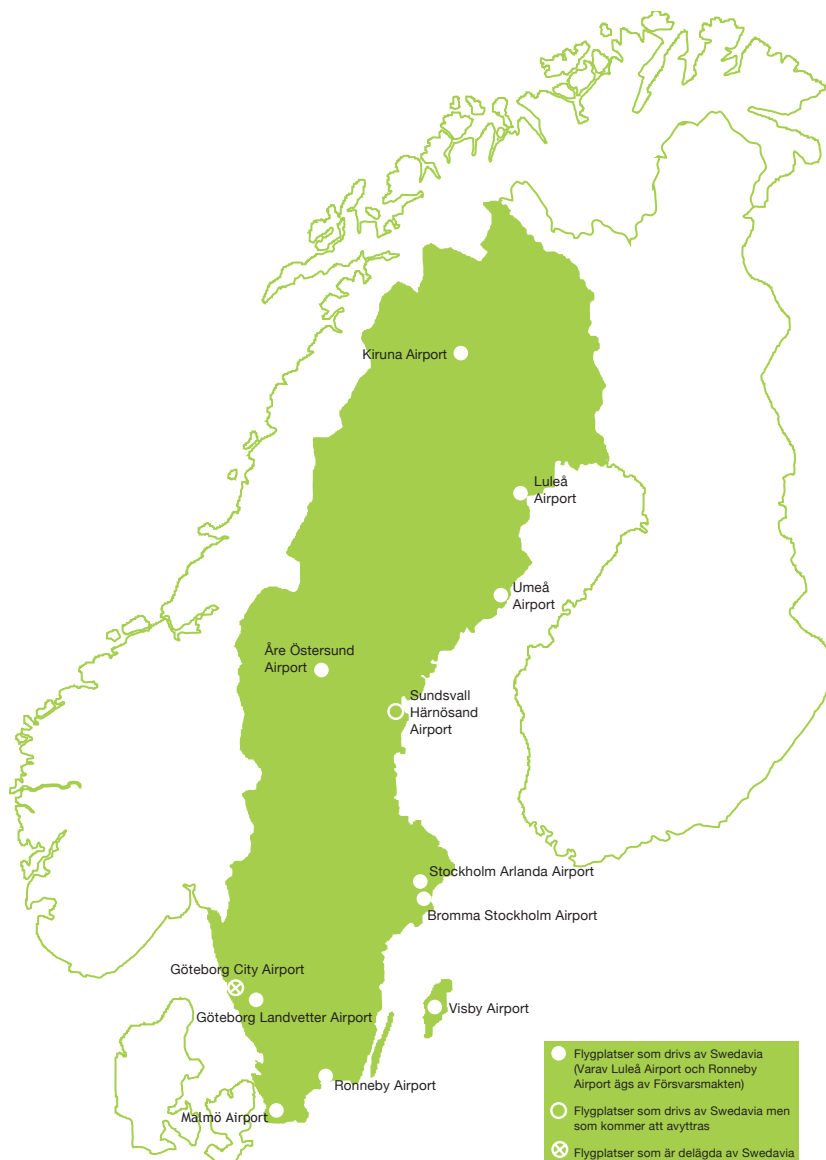 Kiruna Airport
Luleå
Airport
Umeå
Airport
Åre Östersund
Airport
Sundsvall
Härnösand
Airport
Stockholm Arlanda Airport
Bromma Stockholm Airport
Göteborg City Airport
Göteborg Landvetter Airport
Visby Airport
Ronneby Airport
Malmö Airport
Flygplatser som drivs av Swedavia
(Varav Luleå Airport och Ronneby
Airport ägs av Försvarsmakten)
Flygplatser som drivs av Swedavia men
som kommer att avyttras
Flygplatser som är delägda av Swedavia